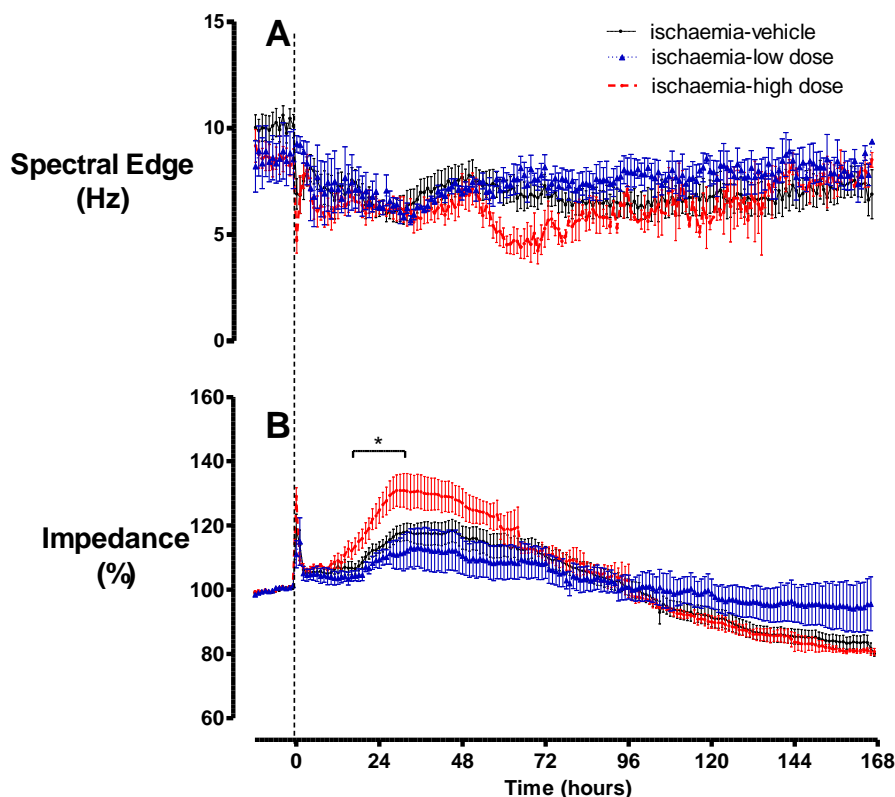 A
ischaemia-vehicle
ischaemia-low dose
ischaemia-high dose
Spectral Edge
(Hz)
15
10
5
0
B
*
Impedance
(%)
160
140
120
100
80
60
0 24 48 72 96 120 144 168
Time (hours)